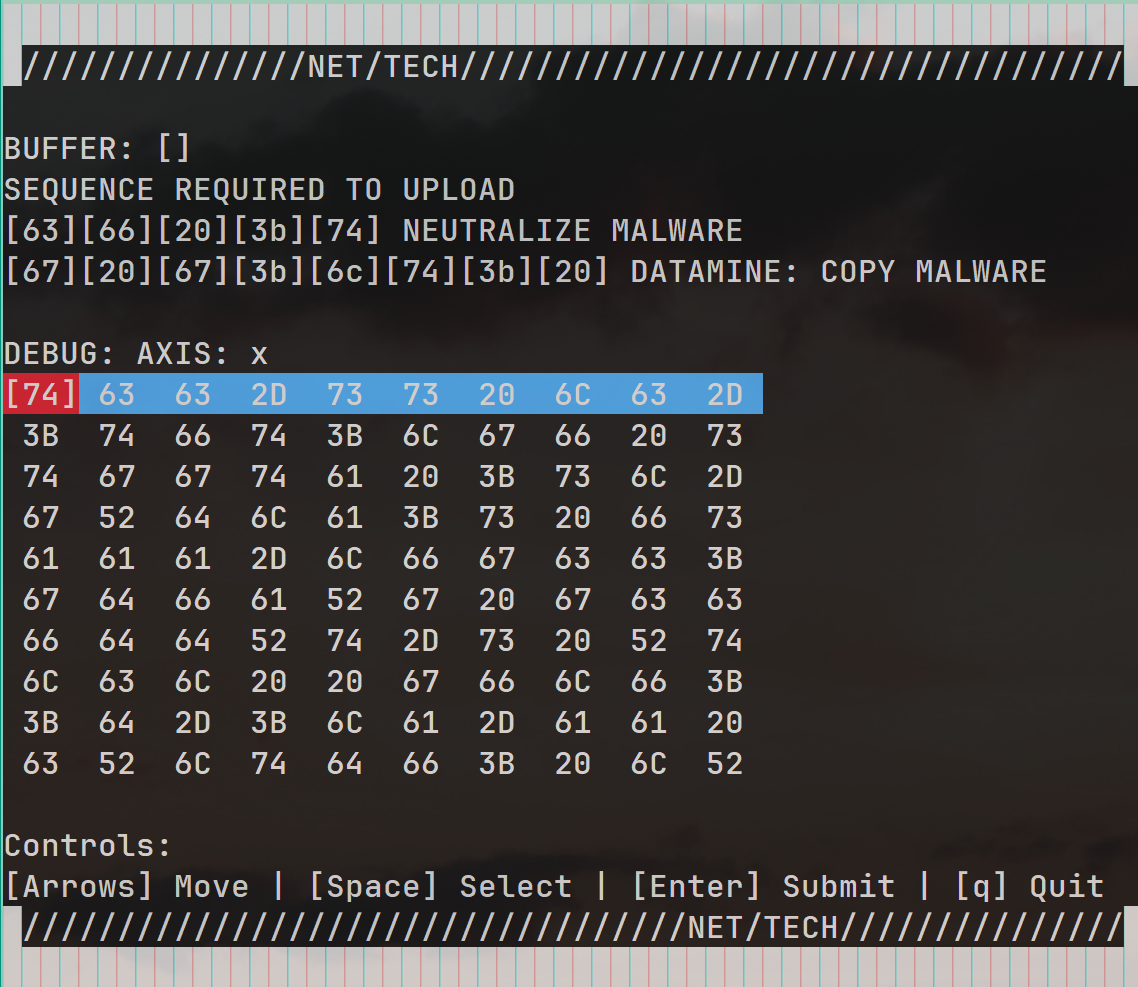 ///////////////NET/TECH///////////////////////////////////
BUFFER: []
SEQUENCE REQUIRED TO UPLOAD
[63][66][20][3b][74] NEUTRALIZE MALWARE
[67][20][67][3b][6c][74][3b][20] DATAMINE: COPY MALWARE
DEBUG: AXIS: x
[74] 63 63 2D 73 73 20 6C 63 2D
3B 74 66 74 3B 6C 67 66 20 73
74 67 67 74 61 20 3B 73 6C 2D
67 52 64 6C 61 3B 73 20 66 73
61 61 61 2D 6C 66 67 63 63 3B
67 64 66 61 52 67 20 67 63 63
66 64 64 52 74 2D 73 20 52 74
6C 63 6C 20 20 67 66 6C 66 3B
3B 64 2D 3B 6C 61 2D 61 61 20
63 52 6C 74 64 66 3B 20 6C 52
Controls:
[Arrows] Move | [Space] Select | [Enter] Submit | [q] Quit
///////////////////////////////////NET/TECH///////////////